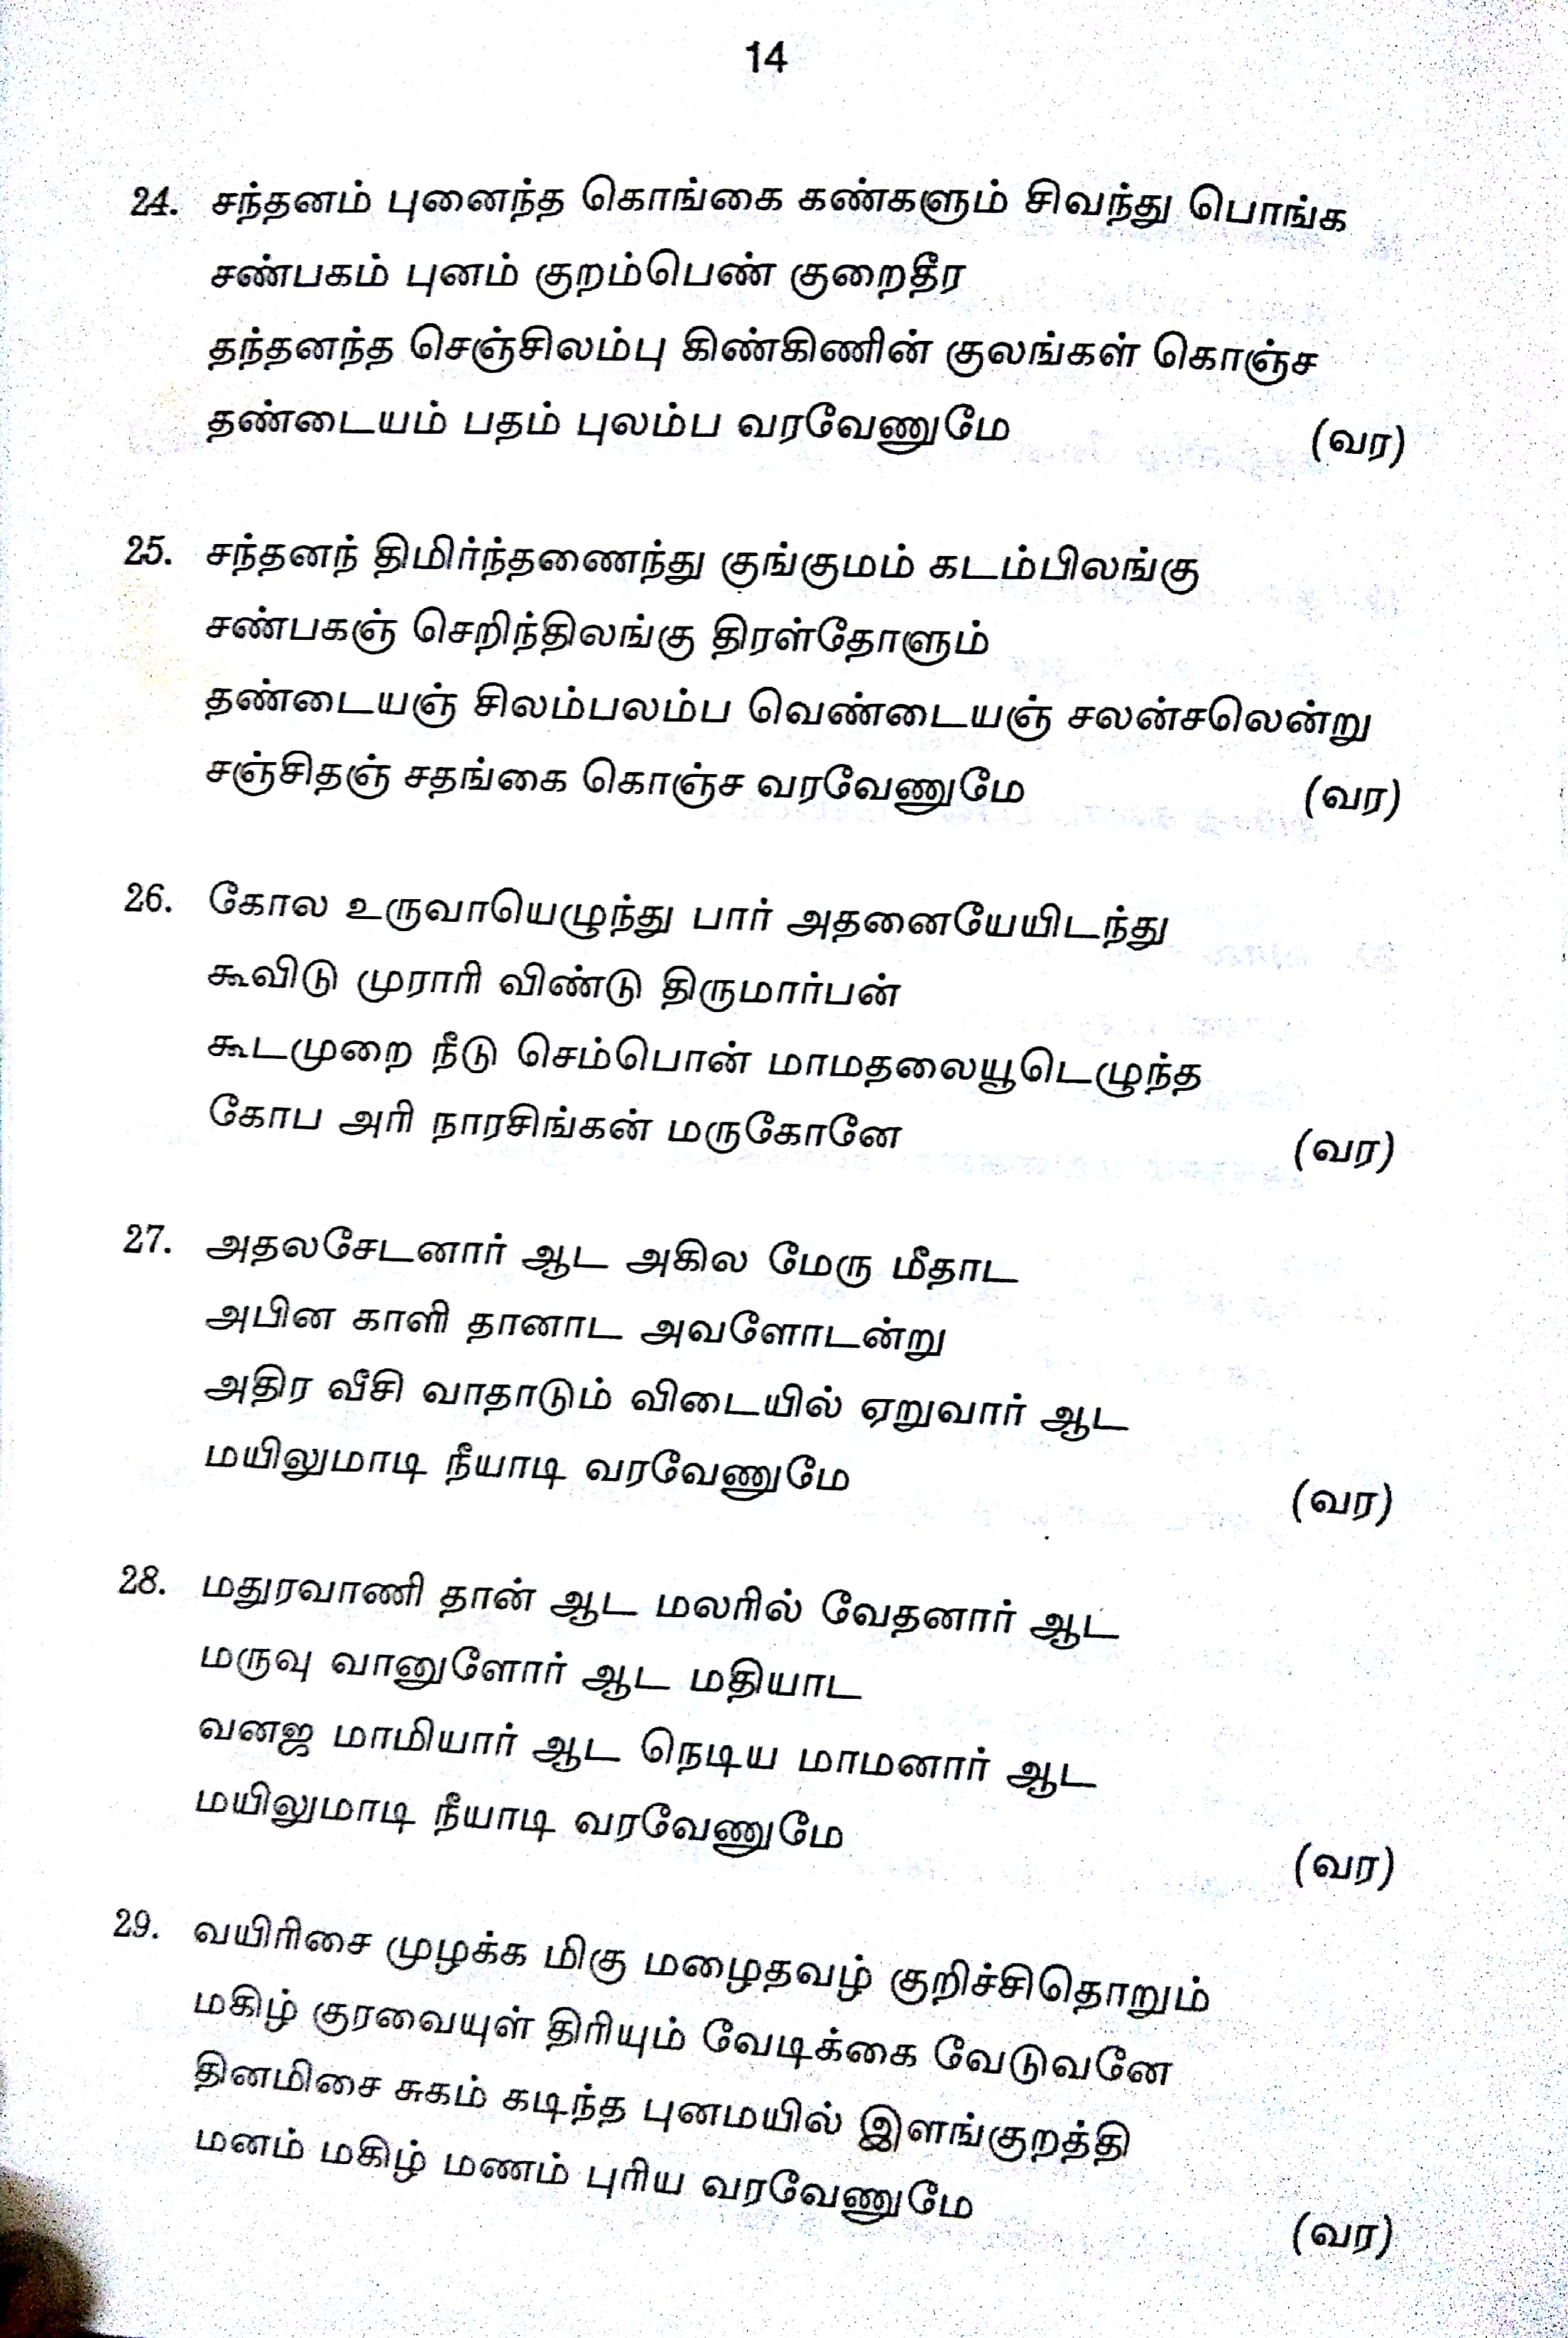 14
24. சந்தனம் புனைந்த கொங்கை கண்களும் சிவந்து பொங்க
சண்பகம் புனம் குறம்பெண் குறைதீர
தந்தனந்த செஞ்சிலம்பு கிண்கிணின் குலங்கள் கொஞ்ச
தண்டையம் பதம் புலம்ப வரவேணுமே (வர)
25. சந்தனந் திமிர்ந்தணைந்து குங்குமம் கடம்பிலங்கு
சண்பகஞ் செறிந்திலங்கு திரள்தோளும்
தண்டையஞ் சிலம்பலம்ப வெண்டையஞ் சலன்சலென்று
சஞ்சிதஞ் சதங்கை கொஞ்ச வரவேணுமே (வர)
26. கோல உருவாயெழுந்து பார் அதனையேயிடந்து
கூவிடு முராரி விண்டு திருமார்பன்
கூடமுறை நீடு செம்பொன் மாமதலையூடெழுந்த
கோப அரி நாரசிங்கன் மருகோனே (வர)
27. அதலசேடனார் ஆட அகில மேரு மீதாட
அபின காளி தானாட அவளோடன்று
அதிர வீசி வாதாடும் விடையில் ஏறுவார் ஆட
மயிலுமாடி நீயாடி வரவேணுமே (வர)
28. மதுரவாணி தான் ஆட மலரில் வேதனார் ஆட
மருவு வானுளோர் ஆட மதியாட
வனஜ மாமியார் ஆட நெடிய மாமனார் ஆட
மயிலுமாடி நீயாடி வரவேணுமே (வர)
29. வயிரிசை முழக்க மிகு மழைதவழ் குறிச்சிதொறும்
மகிழ் குரவையுள் திரியும் வேடிக்கை வேடுவனே
தினமிசை சுகம் கடிந்த புனமயில் இளங்குறத்தி
மனம் மகிழ் மணம் புரிய வரவேணுமே (வர)